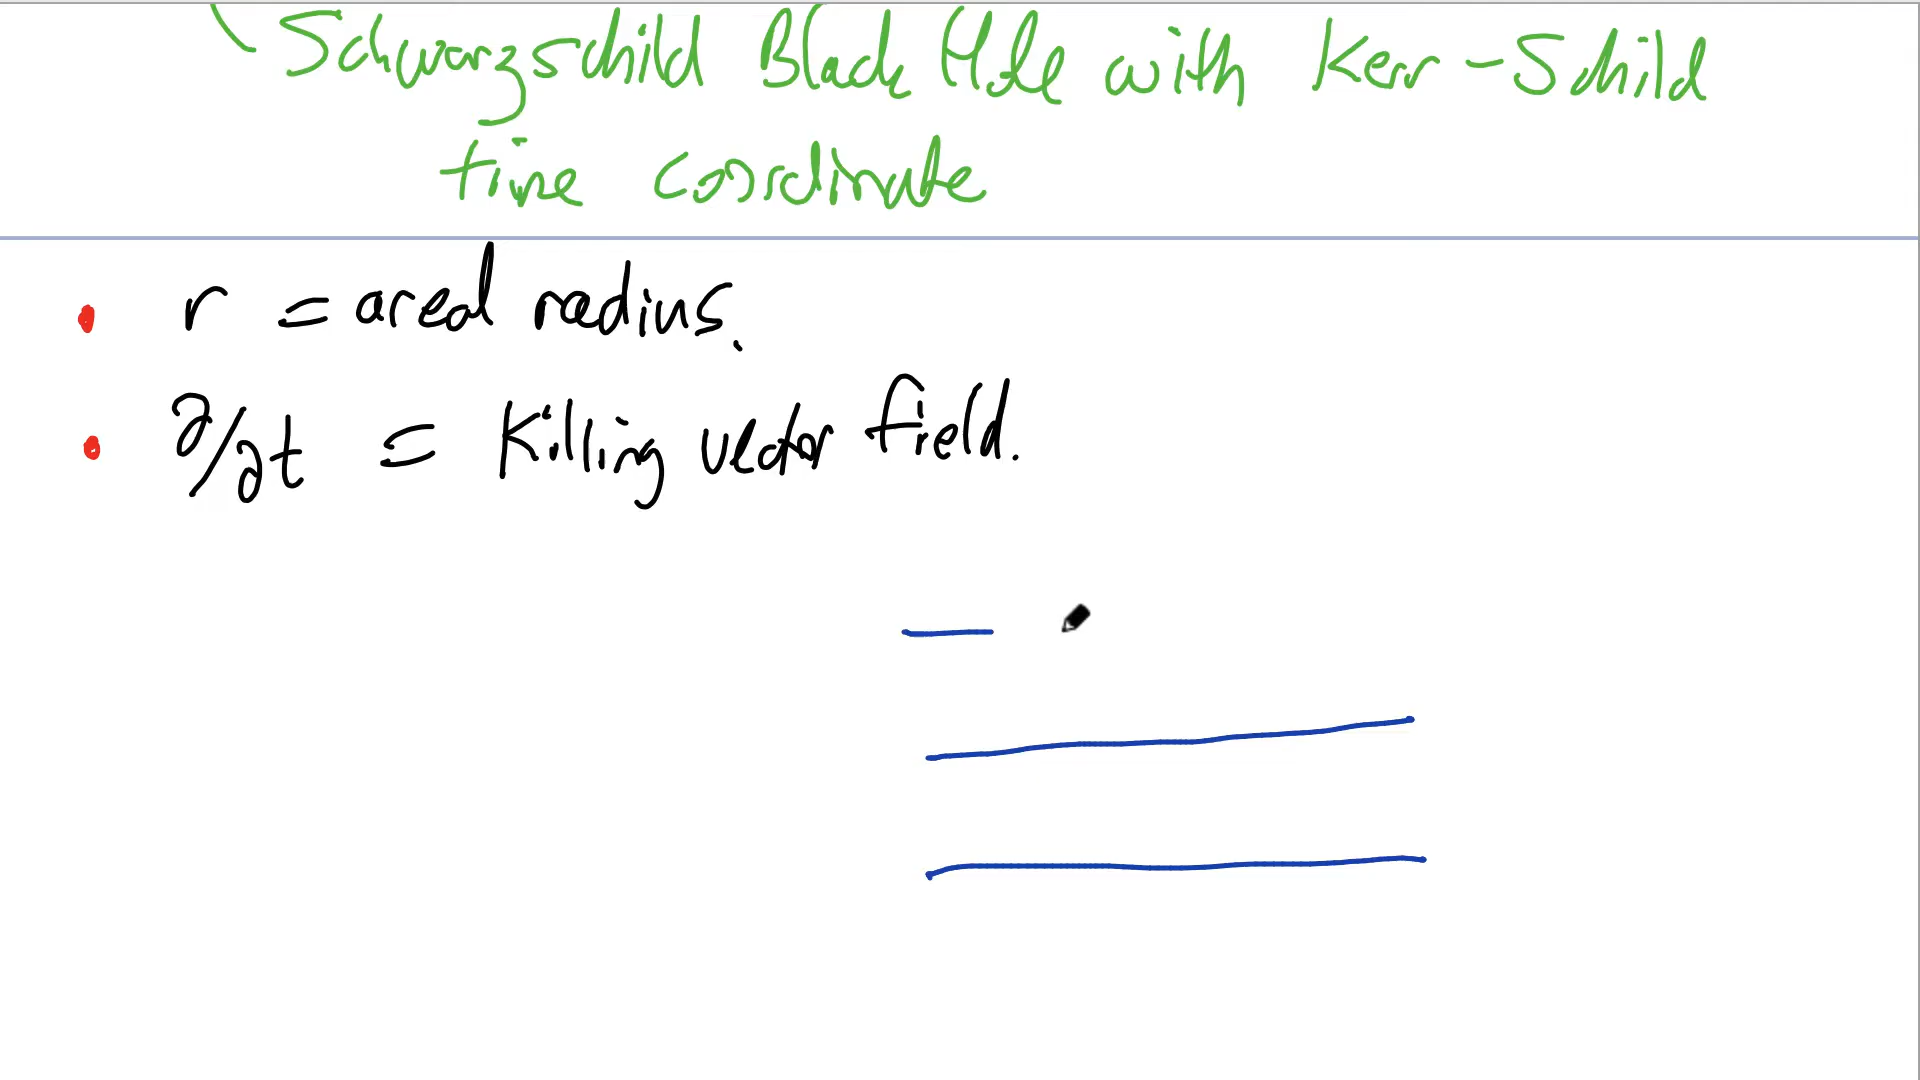 Schwarzschild Black Hole with Kerr-Schild
time coordinate
• r = areal radius.
• ∂/∂t = Killing vector field.